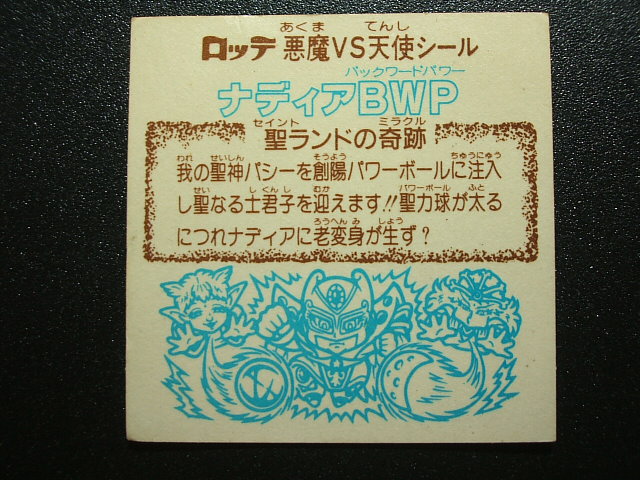 あくま てんし
ロッテ 悪魔VS天使シール
バックワードパワー
ナディアBWP
セイント ミラクル
聖ランドの奇跡
われ せいしん そうよう ちゅうにゅう
我の聖神パシーを創陽パワーボールに注入
せい しくんし むか パワーボール ふと
し聖なる士君子を迎えます!!聖力球が太る
ろうへんみ しょう
につれナディアに老変身が生ず?